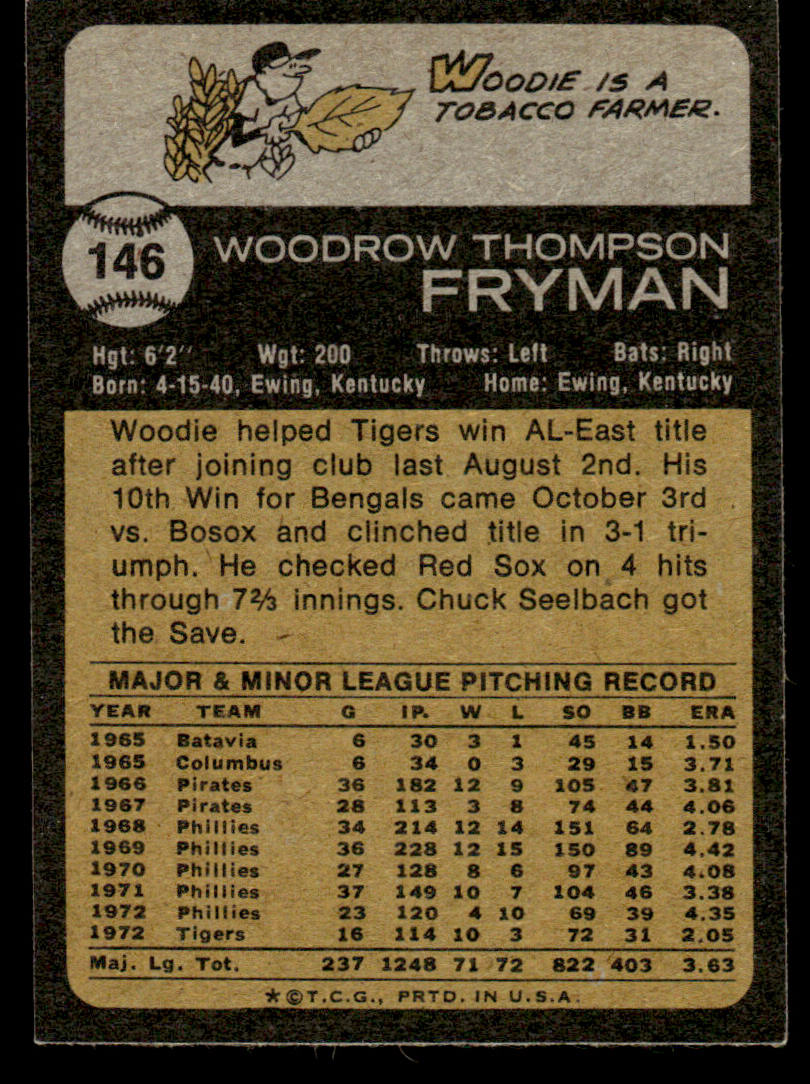 WOODIE IS A
TOBACCO FARMER.
146
WOODROW THOMPSON
FRYMAN
Hgt: 6'2" Wgt: 200 Throws: Left Bats: Right
Born: 4-15-40, Ewing, Kentucky Home: Ewing, Kentucky
Woodie helped Tigers win AL-East title
after joining club last August 2nd. His
10th Win for Bengals came October 3rd
vs. Bosox and clinched title in 3-1 tri-
umph. He checked Red Sox on 4 hits
through 7⅔ innings. Chuck Seelbach got
the Save.
MAJOR & MINOR LEAGUE PITCHING RECORD
YEAR TEAM G IP. W L SO BB ERA
1965 Batavia 6 30 3 1 45 14 1.50
1965 Columbus 6 34 0 3 29 15 3.71
1966 Pirates 36 182 12 9 105 47 3.81
1967 Pirates 28 113 3 8 74 44 4.06
1968 Phillies 34 214 12 14 151 64 2.78
1969 Phillies 36 228 12 15 150 89 4.42
1970 Phillies 27 128 8 6 97 43 4.08
1971 Phillies 37 149 10 7 104 46 3.38
1972 Phillies 23 120 4 10 69 39 4.35
1972 Tigers 16 114 10 3 72 31 2.05
Maj. Lg. Tot. 237 1248 71 72 822 403 3.63
★©T.C.G., PRTD. IN U.S.A.